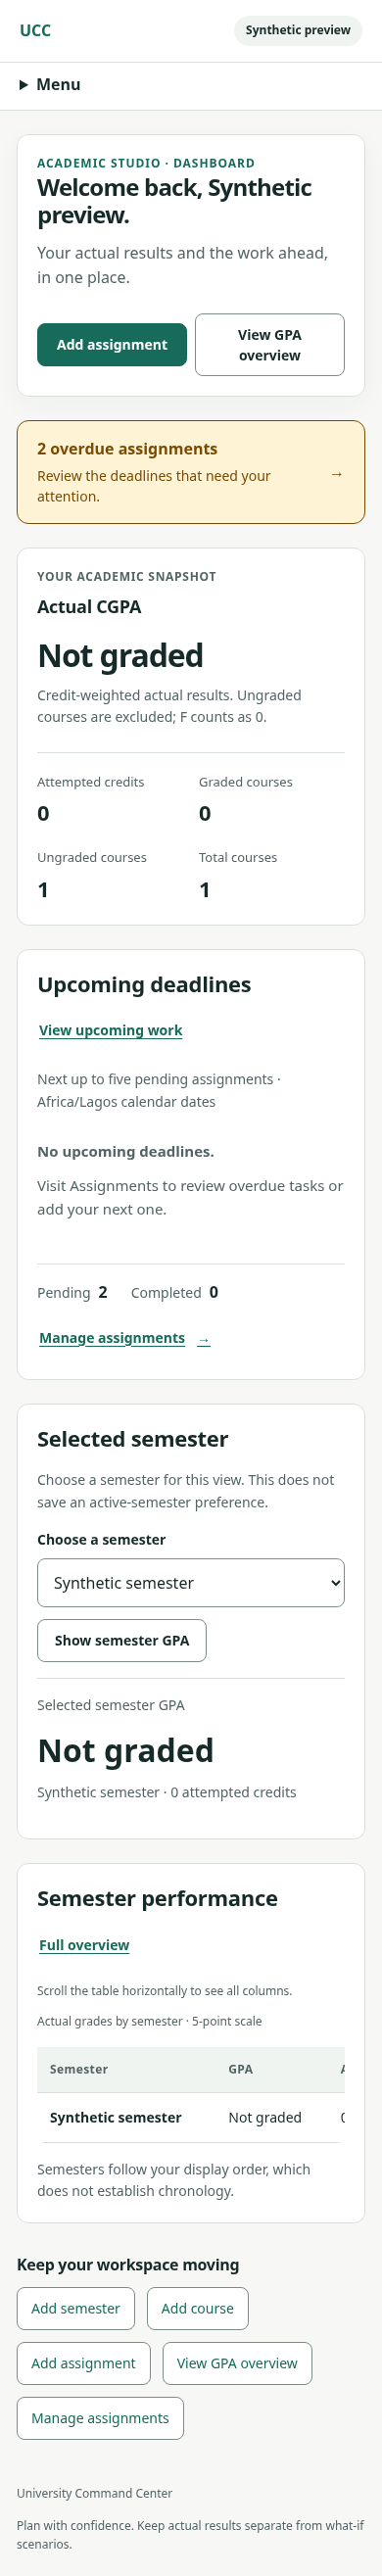 UCC
Synthetic preview
▶ Menu
ACADEMIC STUDIO · DASHBOARD
Welcome back, Synthetic
preview.
Your actual results and the work ahead,
in one place.
Add assignment
View GPA
overview
2 overdue assignments
Review the deadlines that need your
attention.
→
YOUR ACADEMIC SNAPSHOT
Actual CGPA
Not graded
Credit-weighted actual results. Ungraded
courses are excluded; F counts as 0.
Attempted credits
0
Graded courses
0
Ungraded courses
1
Total courses
1
Upcoming deadlines
View upcoming work
Next up to five pending assignments ·
Africa/Lagos calendar dates
No upcoming deadlines.
Visit Assignments to review overdue tasks or
add your next one.
Pending 2 Completed 0
Manage assignments →
Selected semester
Choose a semester for this view. This does not
save an active-semester preference.
Choose a semester
Synthetic semester
Show semester GPA
Selected semester GPA
Not graded
Synthetic semester · 0 attempted credits
Semester performance
Full overview
Scroll the table horizontally to see all columns.
Actual grades by semester · 5-point scale
Semester GPA
Synthetic semester Not graded
Semesters follow your display order, which
does not establish chronology.
Keep your workspace moving
Add semester
Add course
Add assignment
View GPA overview
Manage assignments
University Command Center
Plan with confidence. Keep actual results separate from what-if
scenarios.